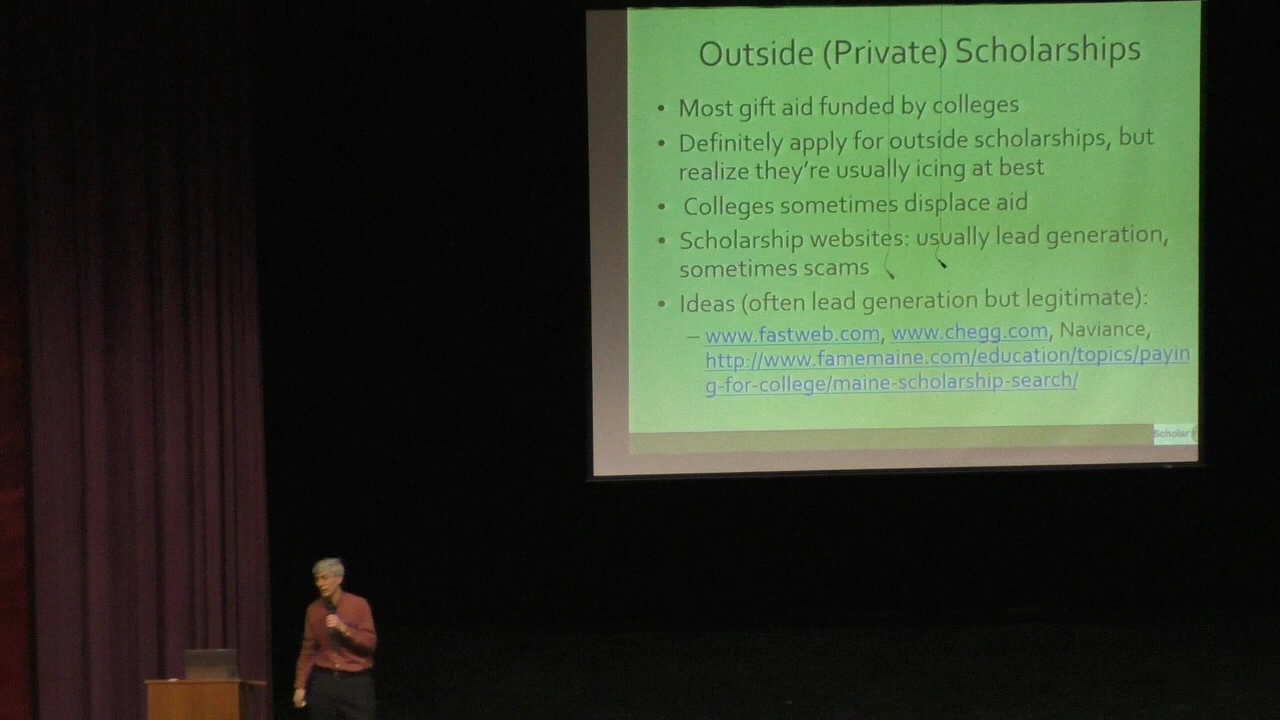 Outside (Private) Scholarships
• Most gift aid funded by colleges
• Definitely apply for outside scholarships, but
realize they're usually icing at best
• Colleges sometimes displace aid
• Scholarship websites: usually lead generation,
sometimes scams
• Ideas (often lead generation but legitimate):
– www.fastweb.com, www.chegg.com, Naviance,
http://www.famemaine.com/education/topics/payin
g-for-college/maine-scholarship-search/
Scholar